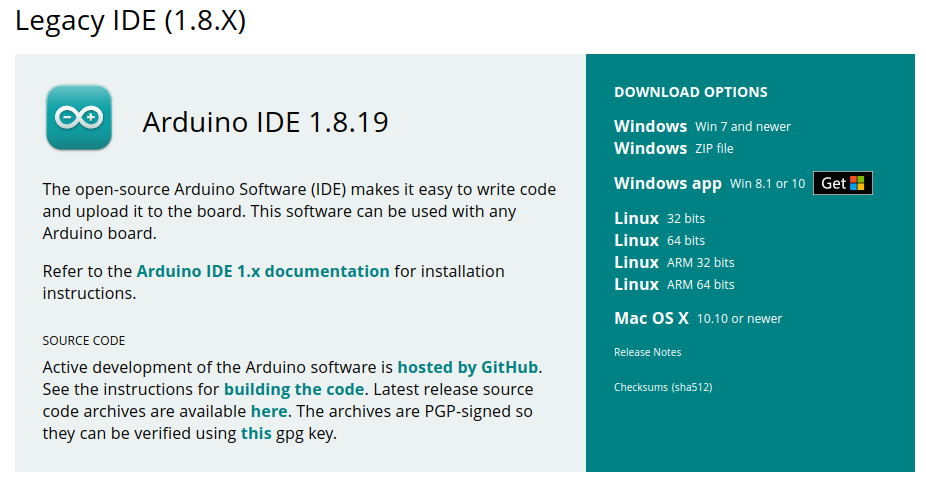 Legacy IDE (1.8.X)
Arduino IDE 1.8.19
The open-source Arduino Software (IDE) makes it easy to write code
and upload it to the board. This software can be used with any
Arduino board.
Refer to the Arduino IDE 1.x documentation for installation
instructions.
SOURCE CODE
Active development of the Arduino software is hosted by GitHub.
See the instructions for building the code. Latest release source
code archives are available here. The archives are PGP-signed so
they can be verified using this gpg key.
DOWNLOAD OPTIONS
Windows Win 7 and newer
Windows ZIP file
Windows app Win 8.1 or 10 Get
Linux 32 bits
Linux 64 bits
Linux ARM 32 bits
Linux ARM 64 bits
Mac OS X 10.10 or newer
Release Notes
Checksums (sha512)